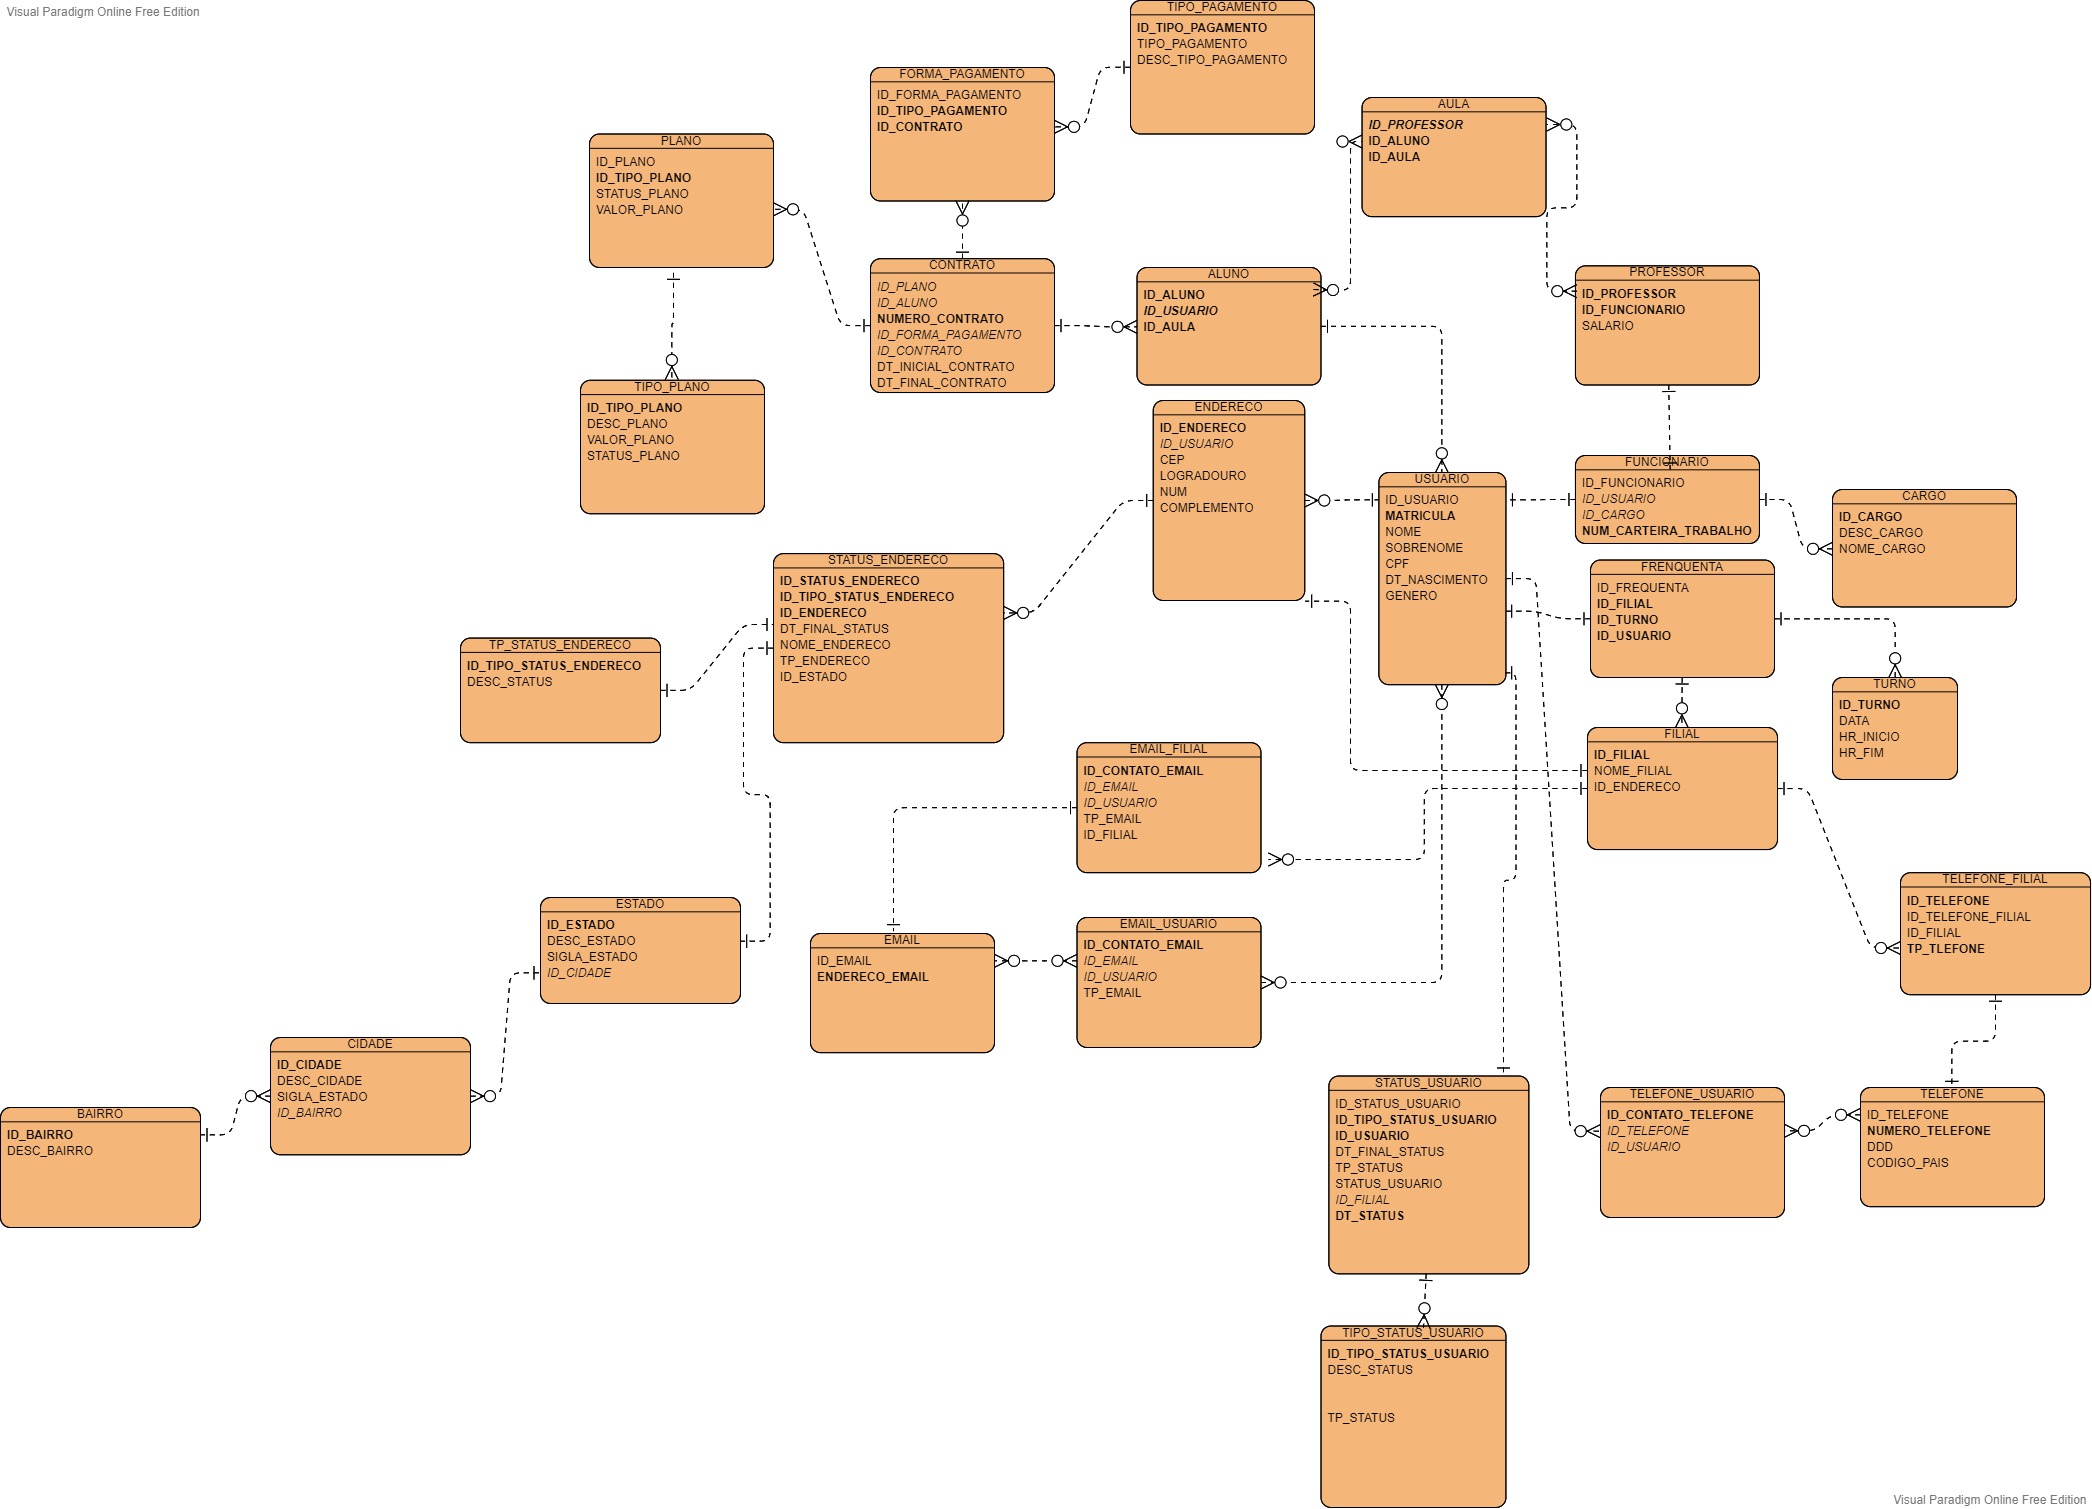 Visual Paradigm Online Free Edition
TIPO_PAGAMENTO
ID_TIPO_PAGAMENTO
TIPO_PAGAMENTO
DESC_TIPO_PAGAMENTO
FORMA_PAGAMENTO
ID_FORMA_PAGAMENTO
ID_TIPO_PAGAMENTO
ID_CONTRATO
AULA
ID_PROFESSOR
ID_ALUNO
ID_AULA
PLANO
ID_PLANO
ID_TIPO_PLANO
STATUS_PLANO
VALOR_PLANO
CONTRATO
ID_PLANO
ID_ALUNO
NUMERO_CONTRATO
ID_FORMA_PAGAMENTO
ID_CONTRATO
DT_INICIAL_CONTRATO
DT_FINAL_CONTRATO
ALUNO
ID_ALUNO
ID_USUARIO
ID_AULA
PROFESSOR
ID_PROFESSOR
ID_FUNCIONARIO
SALARIO
TIPO_PLANO
ID_TIPO_PLANO
DESC_PLANO
VALOR_PLANO
STATUS_PLANO
ENDERECO
ID_ENDERECO
ID_USUARIO
CEP
LOGRADOURO
NUM
COMPLEMENTO
USUARIO
ID_USUARIO
MATRICULA
NOME
SOBRENOME
CPF
DT_NASCIMENTO
GENERO
FUNCIONARIO
ID_FUNCIONARIO
ID_USUARIO
ID_CARGO
NUM_CARTEIRA_TRABALHO
CARGO
ID_CARGO
DESC_CARGO
NOME_CARGO
STATUS_ENDERECO
ID_STATUS_ENDERECO
ID_TIPO_STATUS_ENDERECO
ID_ENDERECO
DT_FINAL_STATUS
NOME_ENDERECO
TP_ENDERECO
ID_ESTADO
FRENQUENTA
ID_FREQUENTA
ID_FILIAL
ID_TURNO
ID_USUARIO
TP_STATUS_ENDERECO
ID_TIPO_STATUS_ENDERECO
DESC_STATUS
TURNO
ID_TURNO
DATA
HR_INICIO
HR_FIM
FILIAL
ID_FILIAL
NOME_FILIAL
ID_ENDERECO
EMAIL_FILIAL
ID_CONTATO_EMAIL
ID_EMAIL
ID_USUARIO
TP_EMAIL
ID_FILIAL
TELEFONE_FILIAL
ID_TELEFONE
ID_TELEFONE_FILIAL
ID_FILIAL
TP_TLEFONE
ESTADO
ID_ESTADO
DESC_ESTADO
SIGLA_ESTADO
ID_CIDADE
EMAIL
ID_EMAIL
ENDERECO_EMAIL
EMAIL_USUARIO
ID_CONTATO_EMAIL
ID_EMAIL
ID_USUARIO
TP_EMAIL
CIDADE
ID_CIDADE
DESC_CIDADE
SIGLA_ESTADO
ID_BAIRRO
BAIRRO
ID_BAIRRO
DESC_BAIRRO
STATUS_USUARIO
ID_STATUS_USUARIO
ID_TIPO_STATUS_USUARIO
ID_USUARIO
DT_FINAL_STATUS
TP_STATUS
STATUS_USUARIO
ID_FILIAL
DT_STATUS
TELEFONE_USUARIO
ID_CONTATO_TELEFONE
ID_TELEFONE
ID_USUARIO
TELEFONE
ID_TELEFONE
NUMERO_TELEFONE
DDD
CODIGO_PAIS
TIPO_STATUS_USUARIO
ID_TIPO_STATUS_USUARIO
DESC_STATUS
TP_STATUS
Visual Paradigm Online Free Edition